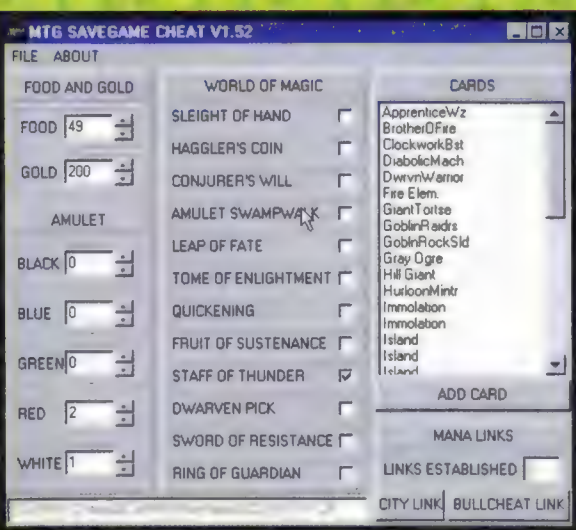 MTG SAVEGAME CHEAT V1.52
FILE ABOUT
FOOD AND GOLD
FOOD 49
GOLD 200
AMULET
BLACK 0
BLUE 0
GREEN 0
RED 2
WHITE 1
WORLD OF MAGIC
SLEIGHT OF HAND
HAGGLER'S COIN
CONJURER'S WILL
AMULET SWAMPWALK
LEAP OF FATE
TOME OF ENLIGHTMENT
QUICKENING
FRUIT OF SUSTENANCE
STAFF OF THUNDER
DWARVEN PICK
SWORD OF RESISTANCE
RING OF GUARDIAN
CARDS
ApprenticeWz
BrotherOFire
ClockworkBst
DiabolicMach
DwrvnWarrior
Fire Elem.
GiantTortse
GoblinRaidrs
GoblnRockSld
Gray Ogre
Hill Giant
HurloonMintr
Immolation
Immolation
Island
Island
Island
ADD CARD
MANA LINKS
LINKS ESTABLISHED
CITY LINK BULLCHEAT LINK